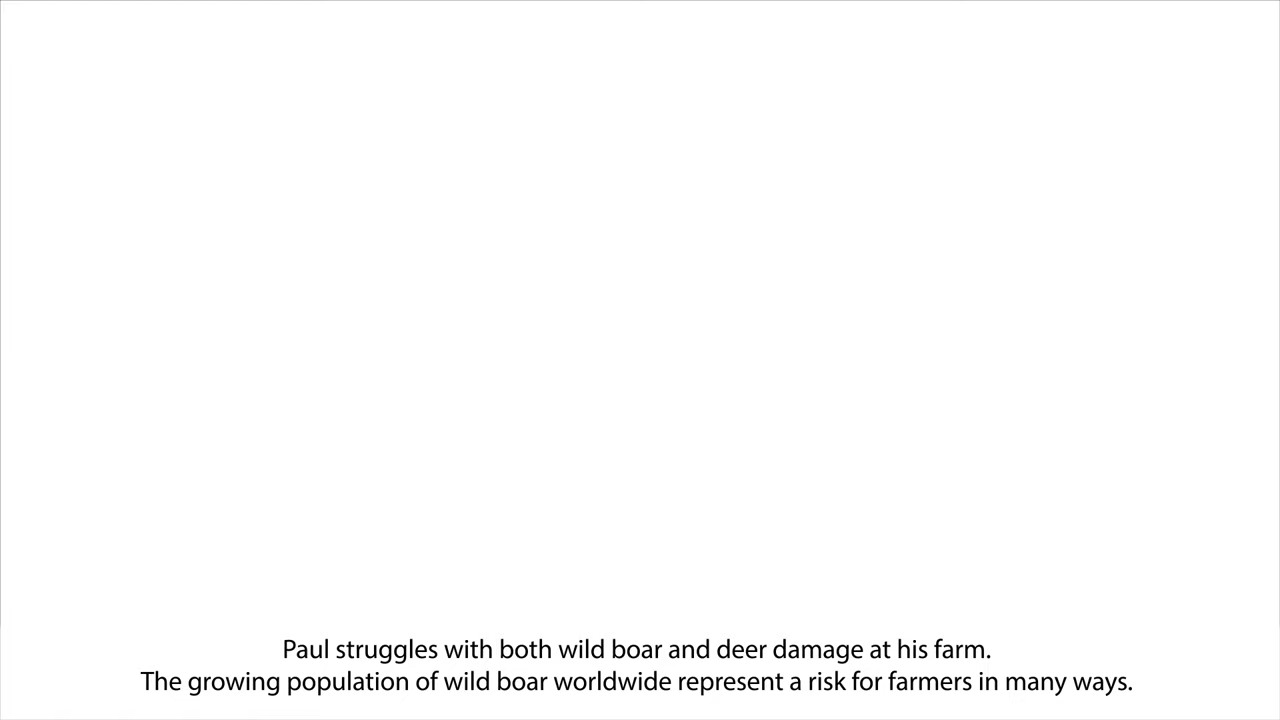 Paul struggles with both wild boar and deer damage at his farm.
The growing population of wild boar worldwide represent a risk for farmers in many ways.